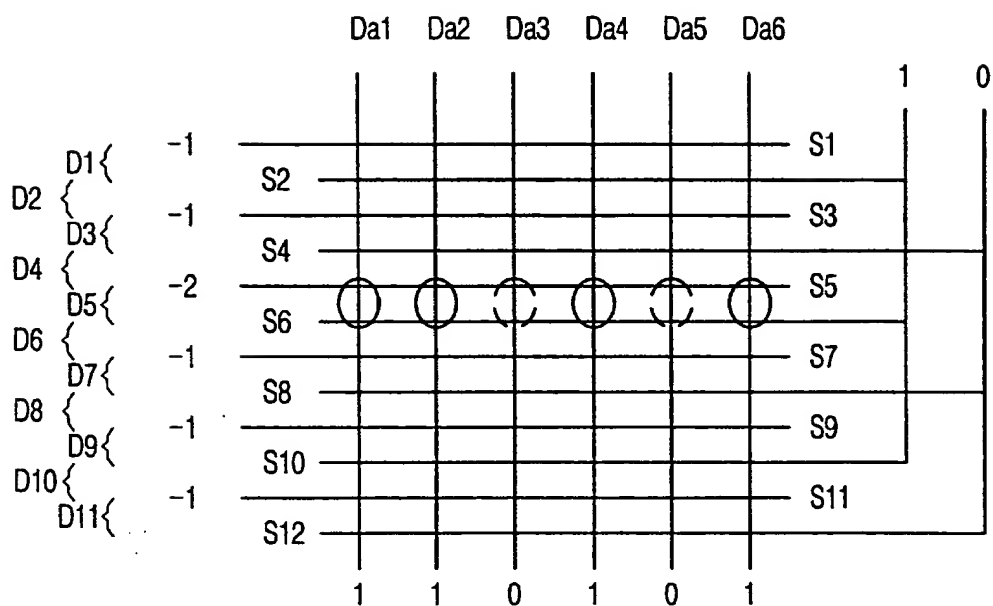 Da1 Da2 Da3 Da4 Da5 Da6
1 0
D1{ -1 S1
S2
D2 {
-1 S3
D3{
S4
D4 {
-2 S5
D5{
S6
D6 {
-1 S7
D7{
S8
D8 {
-1 S9
D9{
S10
D10{
-1 S11
D11{
S12
1 1 0 1 0 1